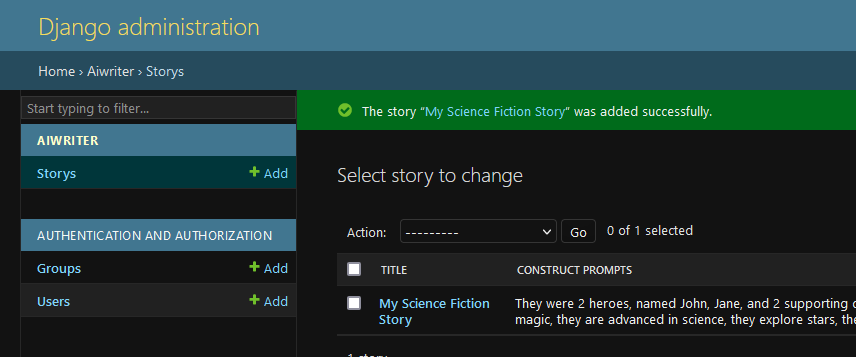 Django administration
Home › Aiwriter › Storys
Start typing to filter...
The story “My Science Fiction Story” was added successfully.
AIWRITER
Storys
Add
AUTHENTICATION AND AUTHORIZATION
Groups
Add
Users
Add
Select story to change
Action: --------- Go 0 of 1 selected
TITLE CONSTRUCT PROMPTS
My Science Fiction They were 2 heroes, named John, Jane, and 2 supporting
Story magic, they are advanced in science, they explore stars,
1 story